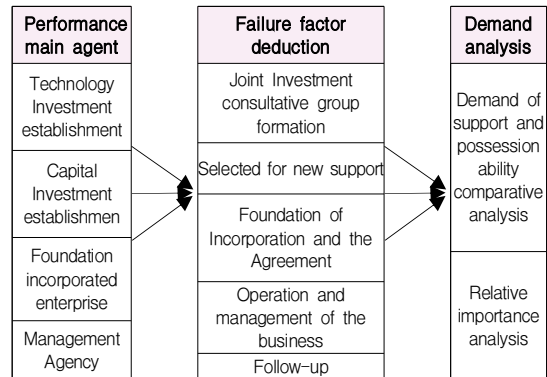 Performance
main agent
Technology
Investment
establishment
Capital
Investment
establishmen
Foundation
incorporated
enterprise
Management
Agency
Failure factor
deduction
Joint Investment
consultative group
formation
Selected for new support
Foundation of
Incorporation and the
Agreement
Operation and
management of the
business
Follow-up
Demand
analysis
Demand of
support and
possession
ability
comparative
analysis
Relative
importance
analysis